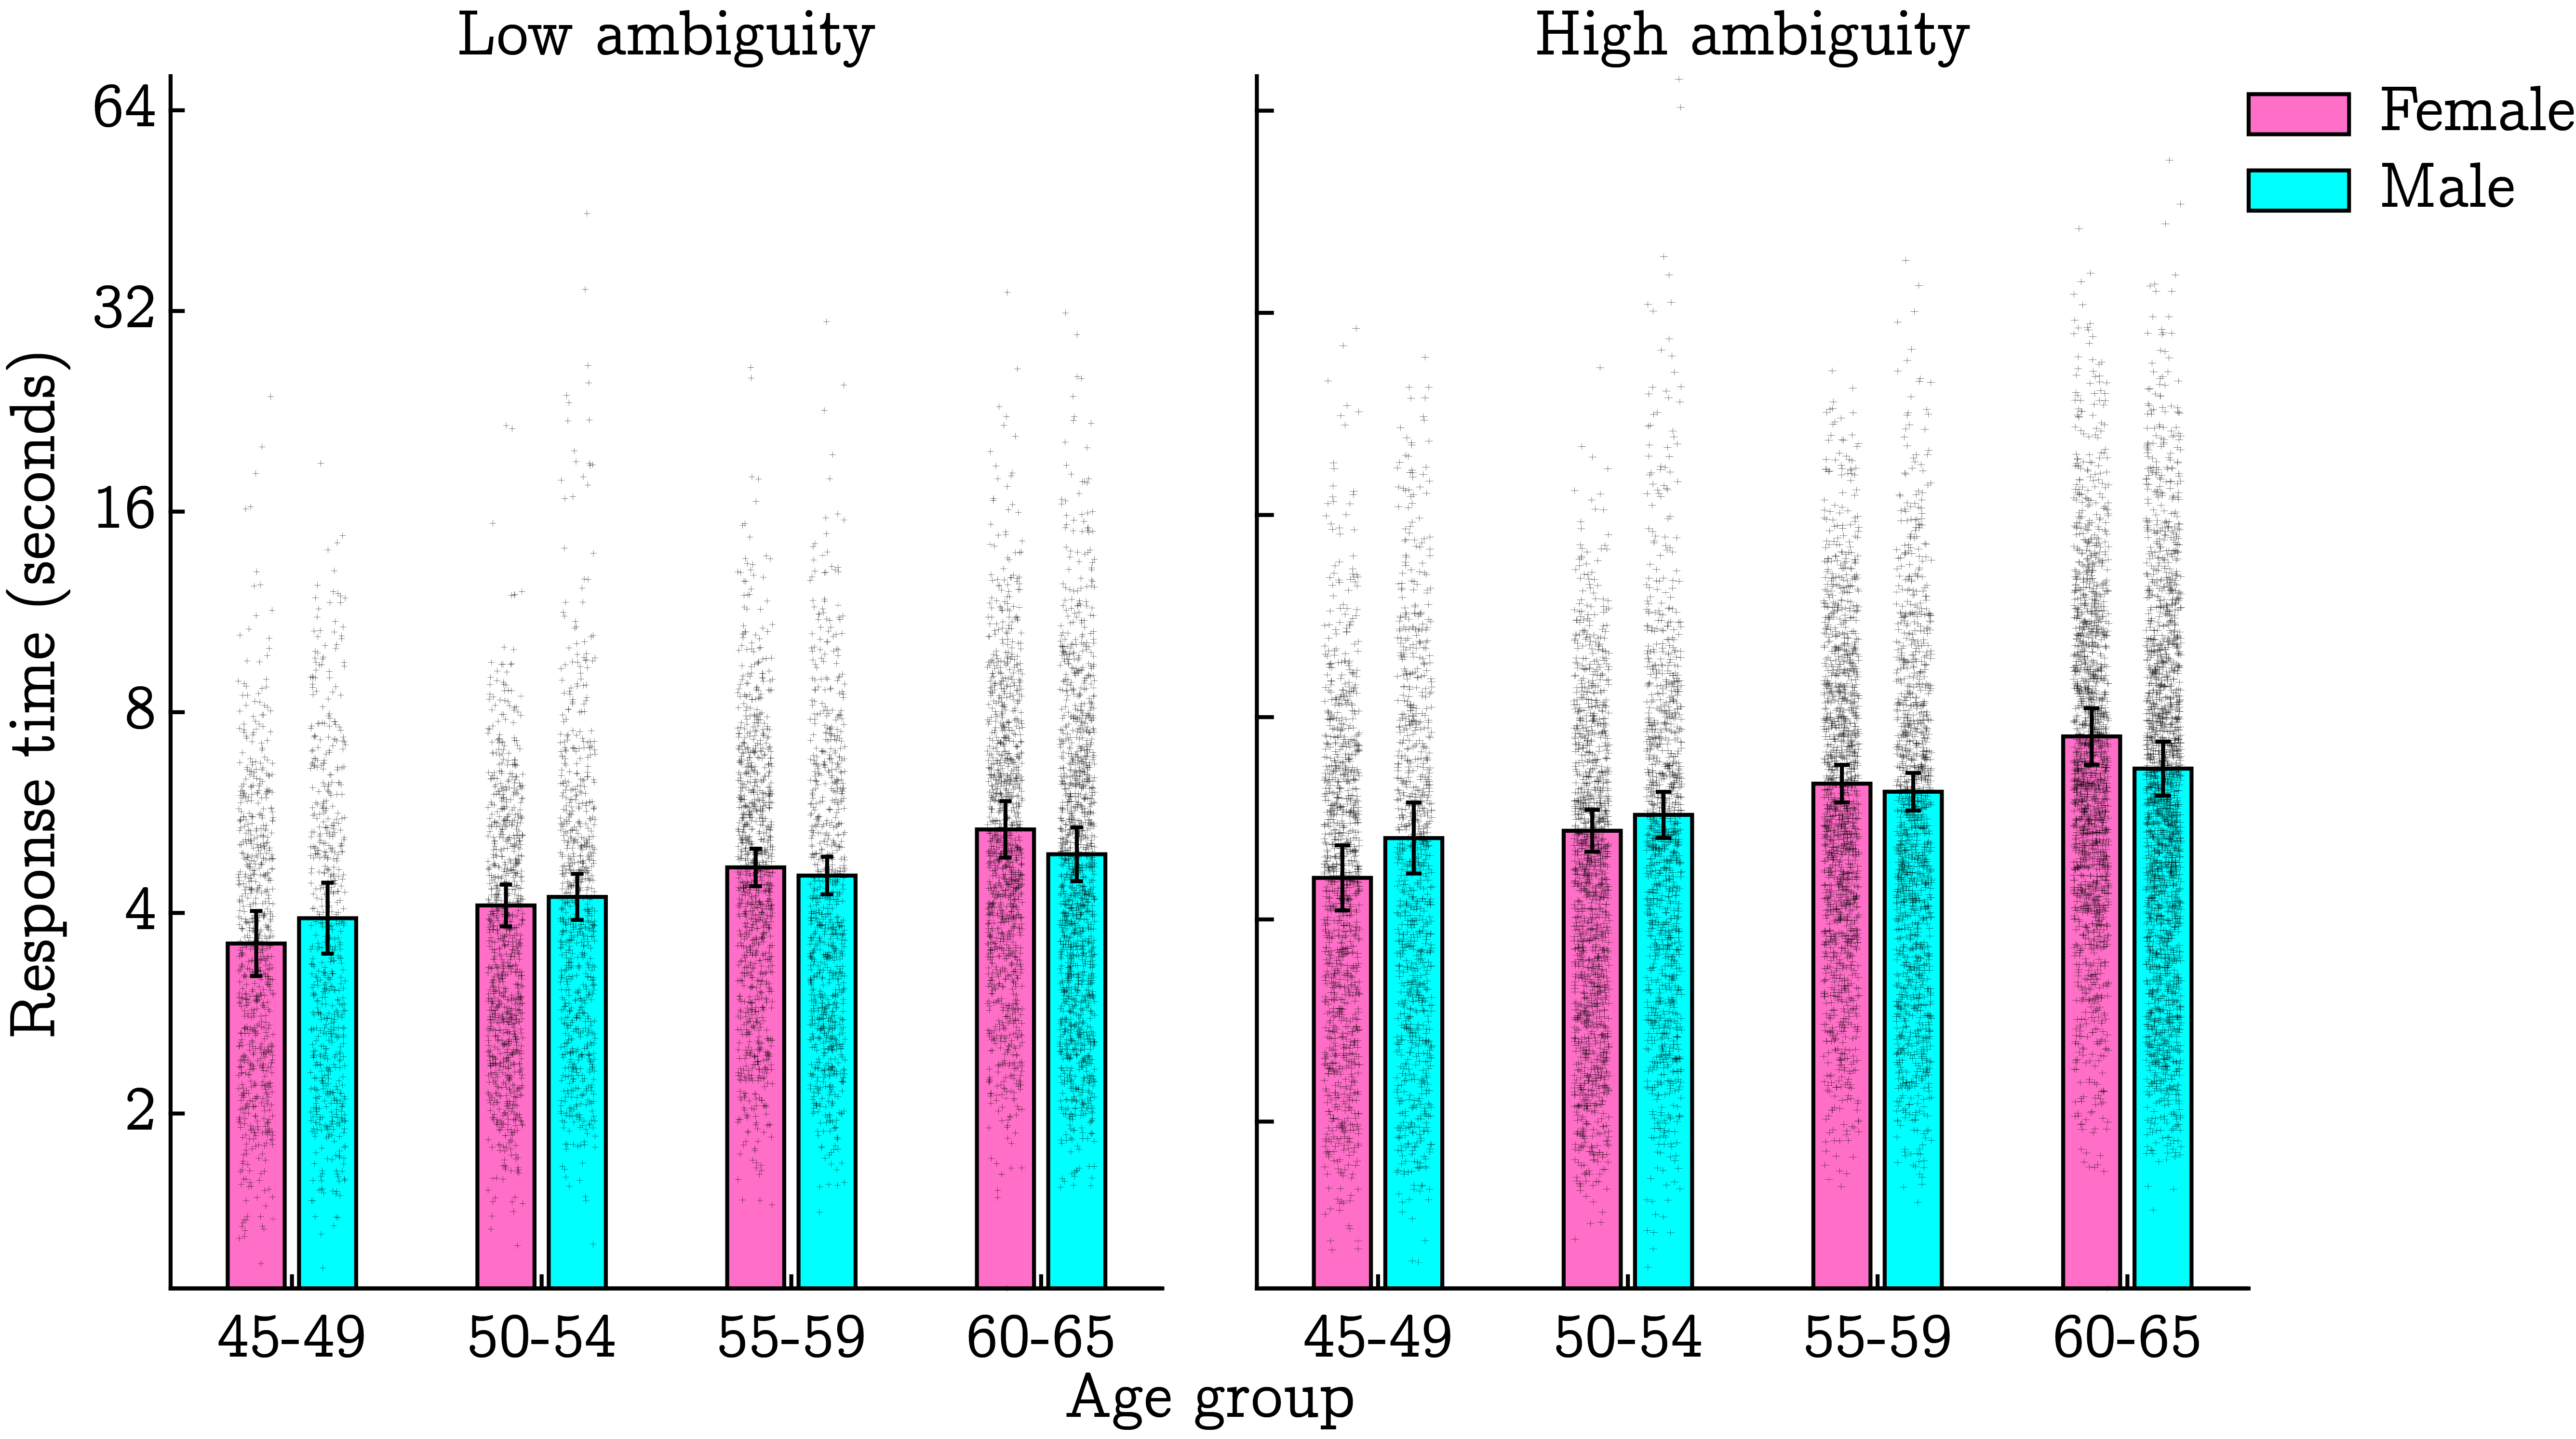 Low ambiguity
High ambiguity
Female
Male
Response time (seconds)
64
32
16
8
4
2
45-49
50-54
55-59
60-65
45-49
50-54
55-59
60-65
Age group